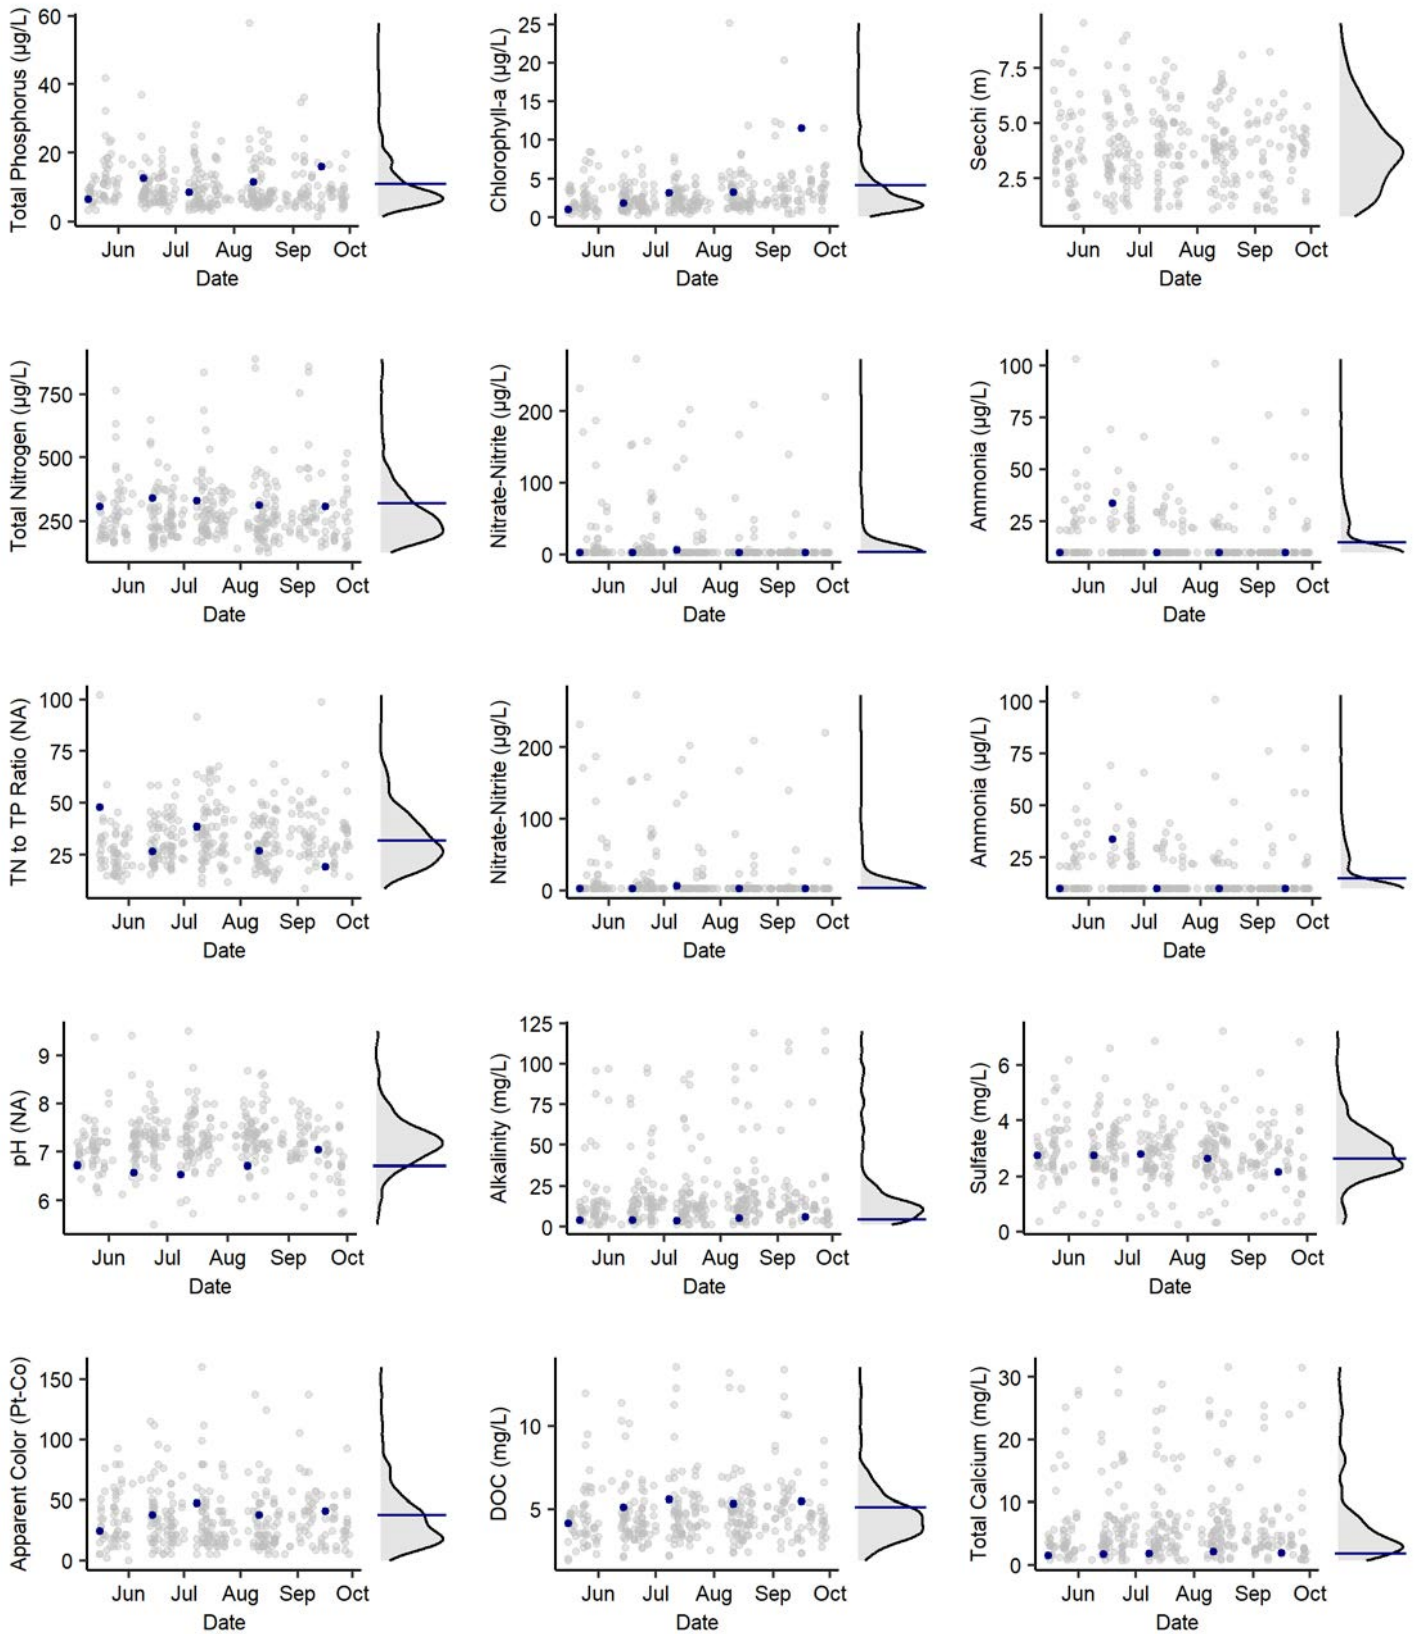 Total Phosphorus (µg/L)
60
40
20
0
Jun Jul Aug Sep Oct
Date
Chlorophyll-a (µg/L)
25
20
15
10
5
0
Jun Jul Aug Sep Oct
Date
Secchi (m)
7.5
5.0
2.5
Jun Jul Aug Sep Oct
Date
Total Nitrogen (µg/L)
750
500
250
Jun Jul Aug Sep Oct
Date
Nitrate-Nitrite (µg/L)
200
100
0
Jun Jul Aug Sep Oct
Date
Ammonia (µg/L)
100
75
50
25
Jun Jul Aug Sep Oct
Date
TN to TP Ratio (NA)
100
75
50
25
Jun Jul Aug Sep Oct
Date
Nitrate-Nitrite (µg/L)
200
100
0
Jun Jul Aug Sep Oct
Date
Ammonia (µg/L)
100
75
50
25
Jun Jul Aug Sep Oct
Date
pH (NA)
9
8
7
6
Jun Jul Aug Sep Oct
Date
Alkalinity (mg/L)
125
100
75
50
25
0
Jun Jul Aug Sep Oct
Date
Sulfate (mg/L)
6
4
2
0
Jun Jul Aug Sep Oct
Date
Apparent Color (Pt-Co)
150
100
50
0
Jun Jul Aug Sep Oct
Date
DOC (mg/L)
10
5
Jun Jul Aug Sep Oct
Date
Total Calcium (mg/L)
30
20
10
0
Jun Jul Aug Sep Oct
Date